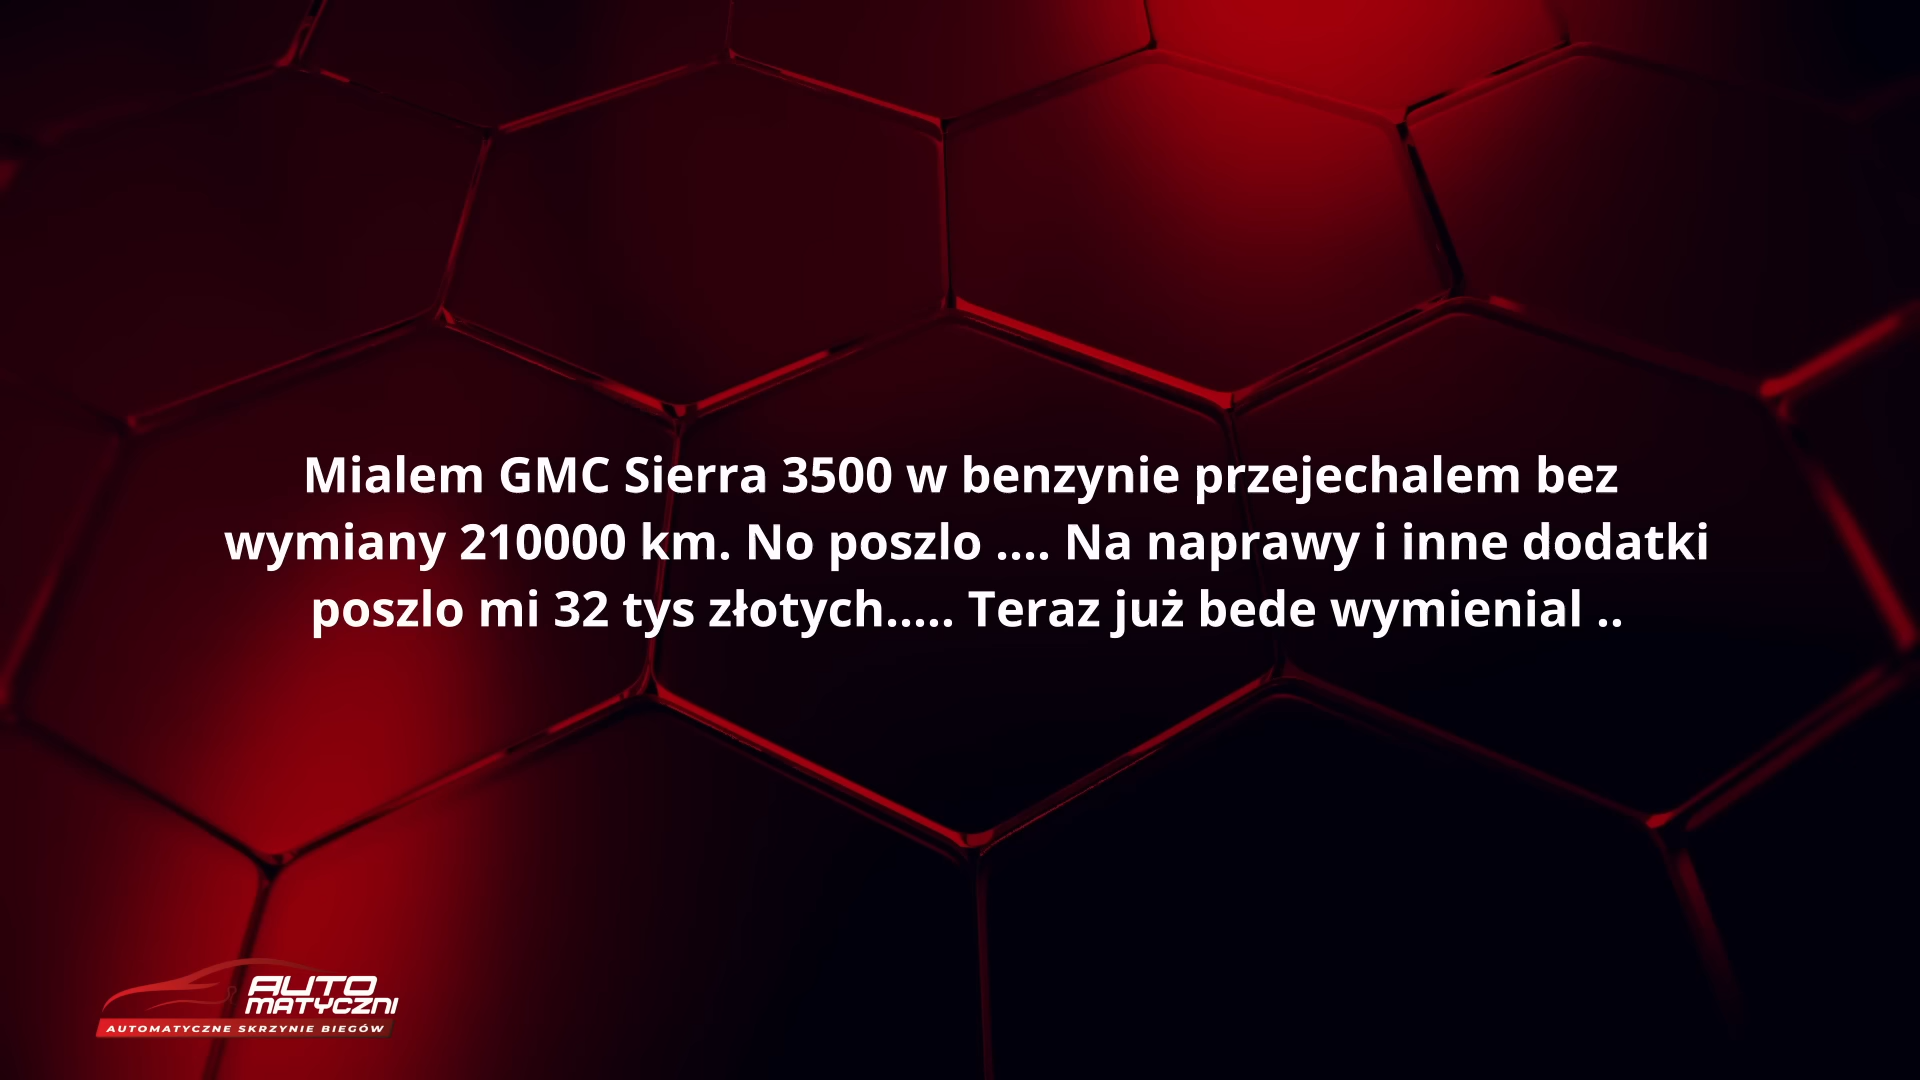 Mialem GMC Sierra 3500 w benzynie przejechalem bez
wymiany 210000 km. No poszlo .... Na naprawy i inne dodatki
poszlo mi 32 tys złotych..... Teraz już bede wymienial ..
AUTO
MATYCZNI
AUTOMATYCZNE SKRZYNIE BIEGÓW